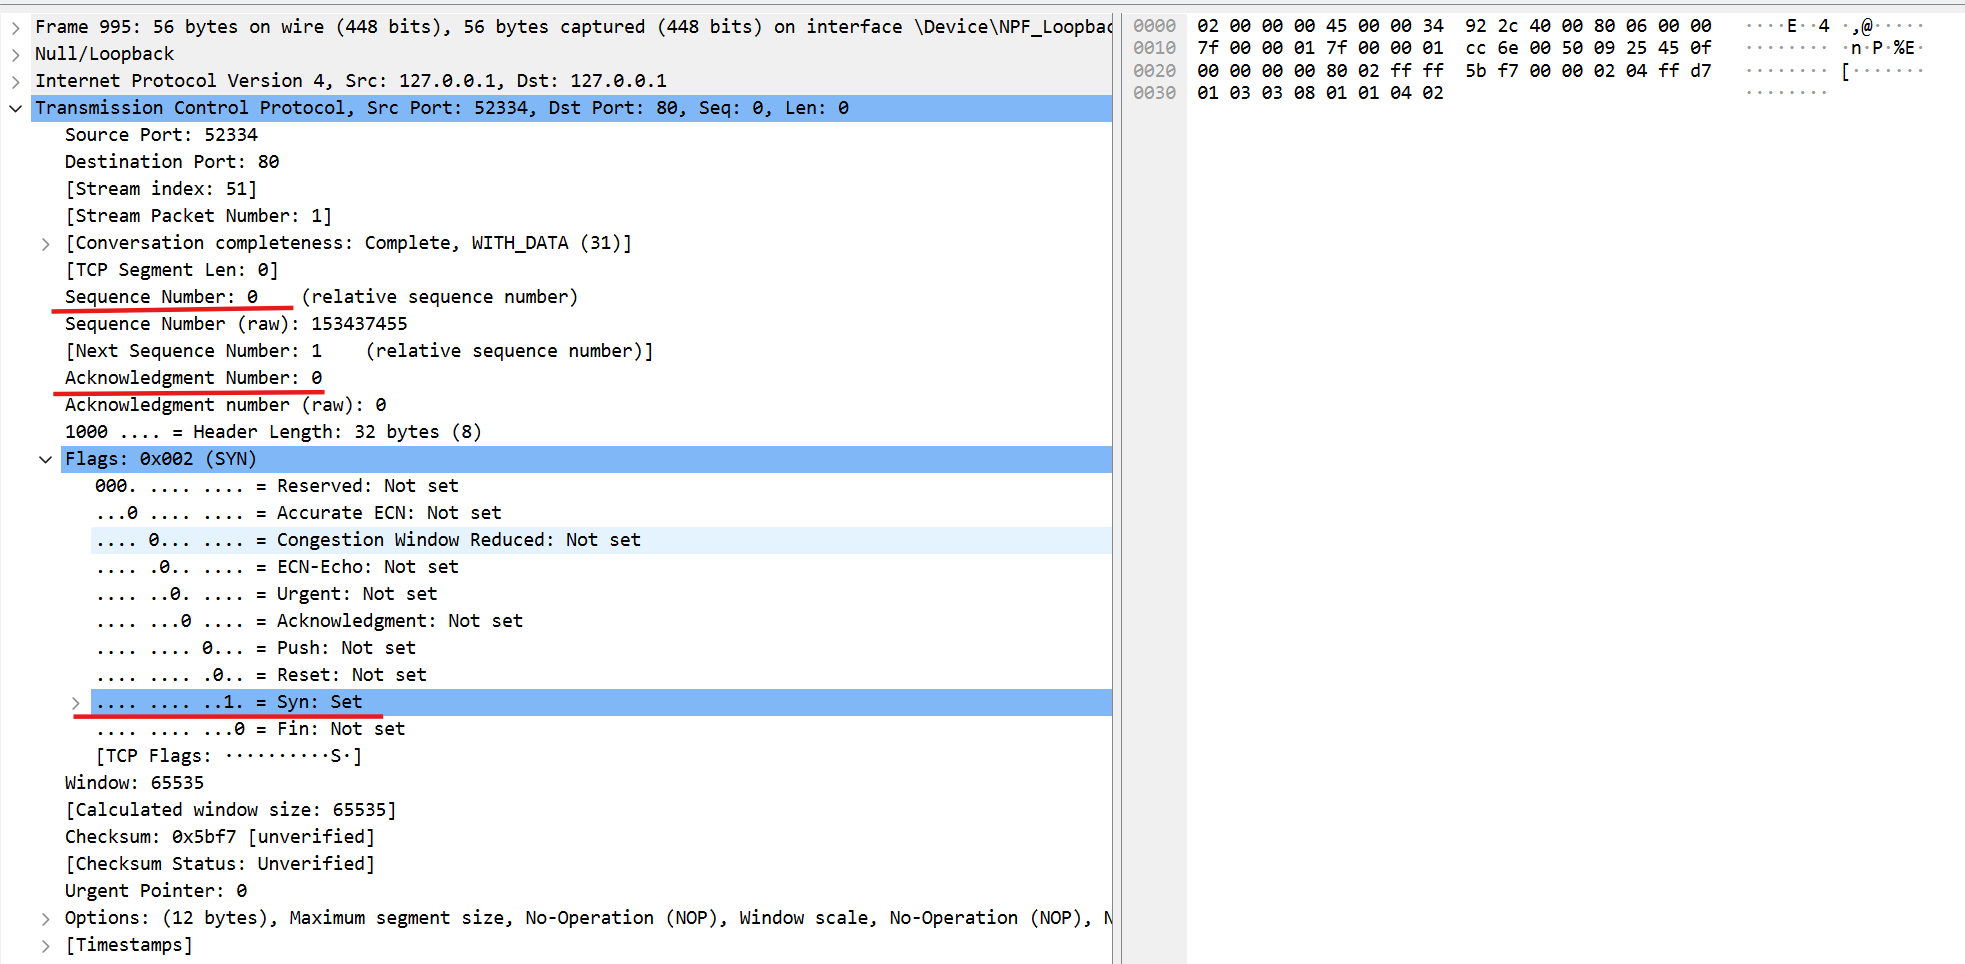 Frame 995: 56 bytes on wire (448 bits), 56 bytes captured (448 bits) on interface \Device\NPF_Loopbac
Null/Loopback
Internet Protocol Version 4, Src: 127.0.0.1, Dst: 127.0.0.1
Transmission Control Protocol, Src Port: 52334, Dst Port: 80, Seq: 0, Len: 0
Source Port: 52334
Destination Port: 80
[Stream index: 51]
[Stream Packet Number: 1]
[Conversation completeness: Complete, WITH_DATA (31)]
[TCP Segment Len: 0]
Sequence Number: 0    (relative sequence number)
Sequence Number (raw): 153437455
[Next Sequence Number: 1    (relative sequence number)]
Acknowledgment Number: 0
Acknowledgment number (raw): 0
1000 .... = Header Length: 32 bytes (8)
Flags: 0x002 (SYN)
000. .... .... = Reserved: Not set
...0 .... .... = Accurate ECN: Not set
.... 0... .... = Congestion Window Reduced: Not set
.... .0.. .... = ECN-Echo: Not set
.... ..0. .... = Urgent: Not set
.... ...0 .... = Acknowledgment: Not set
.... .... 0... = Push: Not set
.... .... .0.. = Reset: Not set
.... .... ..1. = Syn: Set
.... .... ...0 = Fin: Not set
[TCP Flags: ··········S·]
Window: 65535
[Calculated window size: 65535]
Checksum: 0x5bf7 [unverified]
[Checksum Status: Unverified]
Urgent Pointer: 0
Options: (12 bytes), Maximum segment size, No-Operation (NOP), Window scale, No-Operation (NOP), N
[Timestamps]
0000 02 00 00 00 45 00 00 34 92 2c 40 00 80 06 00 00 ····E··4 ·,@·····
0010 7f 00 00 01 7f 00 00 01 cc 6e 00 50 09 25 45 0f ········ ·n·P·%E·
0020 00 00 00 00 80 02 ff ff 5b f7 00 00 02 04 ff d7 ········ [·······
0030 01 03 03 08 01 01 04 02 ········